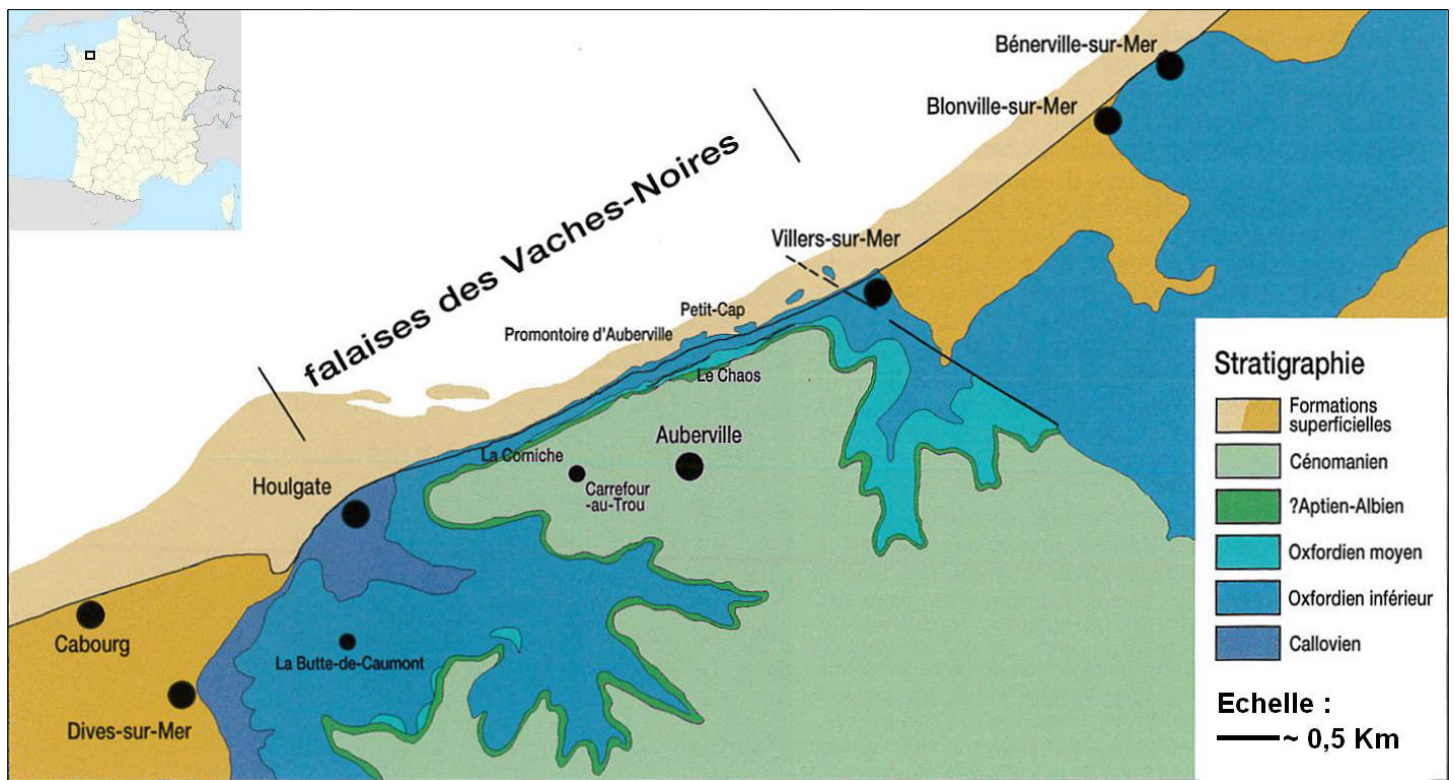 Bénerville-sur-Mer
Blonville-sur-Mer
falaises des Vaches-Noires
Villers-sur-Mer
Petit-Cap
Promontoire d'Auberville
Le Chaos
Auberville
La Corniche
Carrefour
-au-Trou
Houlgate
Cabourg
La Butte-de-Caumont
Dives-sur-Mer
Stratigraphie
Formations
superficielles
Cénomanien
?Aptien-Albien
Oxfordien moyen
Oxfordien inférieur
Callovien
Echelle :
~ 0,5 Km